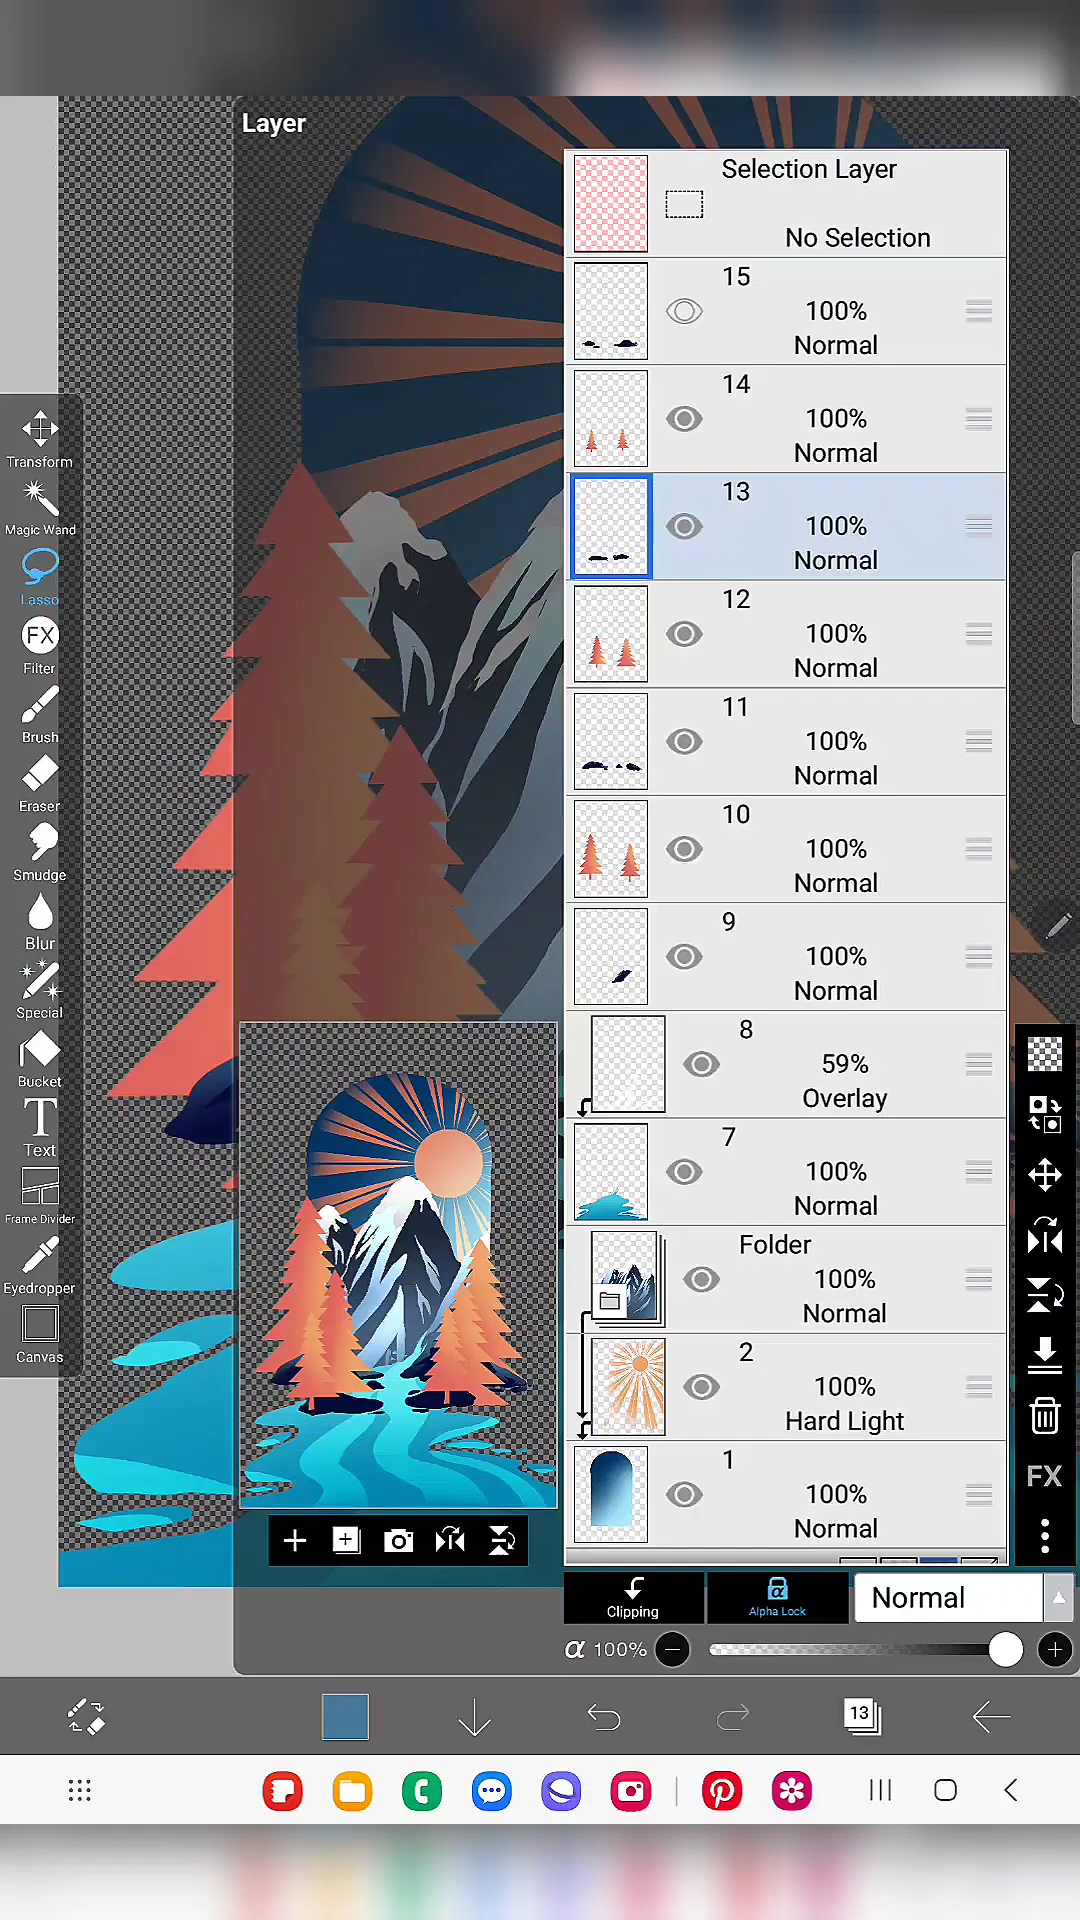 Layer
Selection Layer
No Selection
15
100%
Normal
14
100%
Normal
13
100%
Normal
12
100%
Normal
11
100%
Normal
10
100%
Normal
9
100%
Normal
8
59%
Overlay
7
100%
Normal
Folder
100%
Normal
2
100%
Hard Light
1
100%
Normal
Transform
Magic Wand
Lasso
FX
Filter
Brush
Eraser
Smudge
Blur
Special
Bucket
T
Text
Frame Divider
Eyedropper
Canvas
FX
Clipping
α
Alpha Lock
Normal
α 100%
13